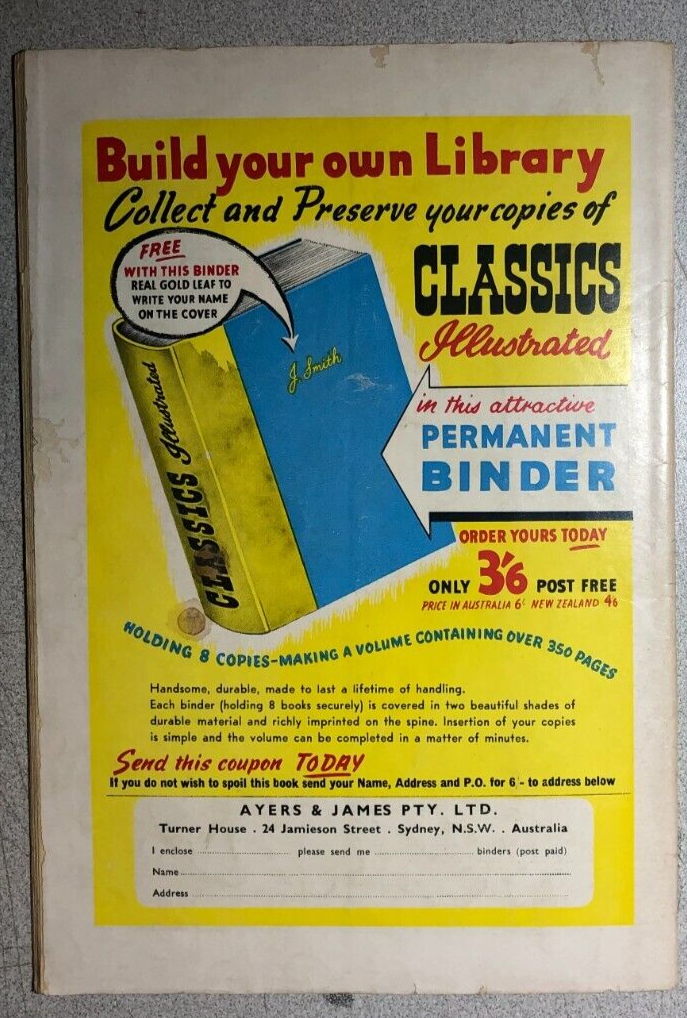 Build your own Library
Collect and Preserve your copies of
CLASSICS
Illustrated
FREE
WITH THIS BINDER
REAL GOLD LEAF TO
WRITE YOUR NAME
ON THE COVER
J. Smith
CLASSICS Illustrated
in this attractive
PERMANENT
BINDER
ORDER YOURS TODAY
ONLY 3'6 POST FREE
PRICE IN AUSTRALIA 6'- NEW ZEALAND 4'6
HOLDING 8 COPIES-MAKING A VOLUME CONTAINING OVER 350 PAGES
Handsome, durable, made to last a lifetime of handling.
Each binder (holding 8 books securely) is covered in two beautiful shades of
durable material and richly imprinted on the spine. Insertion of your copies
is simple and the volume can be completed in a matter of minutes.
Send this coupon TODAY
If you do not wish to spoil this book send your Name, Address and P.O. for 6 - to address below
AYERS & JAMES PTY. LTD.
Turner House . 24 Jamieson Street . Sydney, N.S.W. . Australia
I enclose ........................ please send me ........................ binders (post paid)
Name ........................
Address ........................